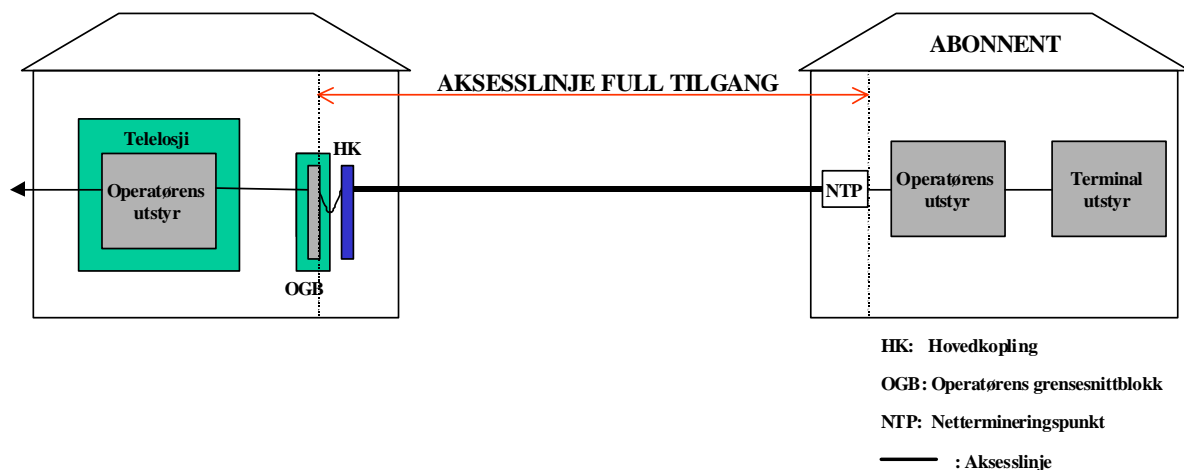 ABONNENT
AKSESSLINJE FULL TILGANG
Telelosji
HK
Operatørens
utstyr
OGB
NTP
Operatørens
utstyr
Terminal
utstyr
HK: Hovedkopling
OGB: Operatørens grensesnittblokk
NTP: Nettermineringspunkt
: Aksesslinje